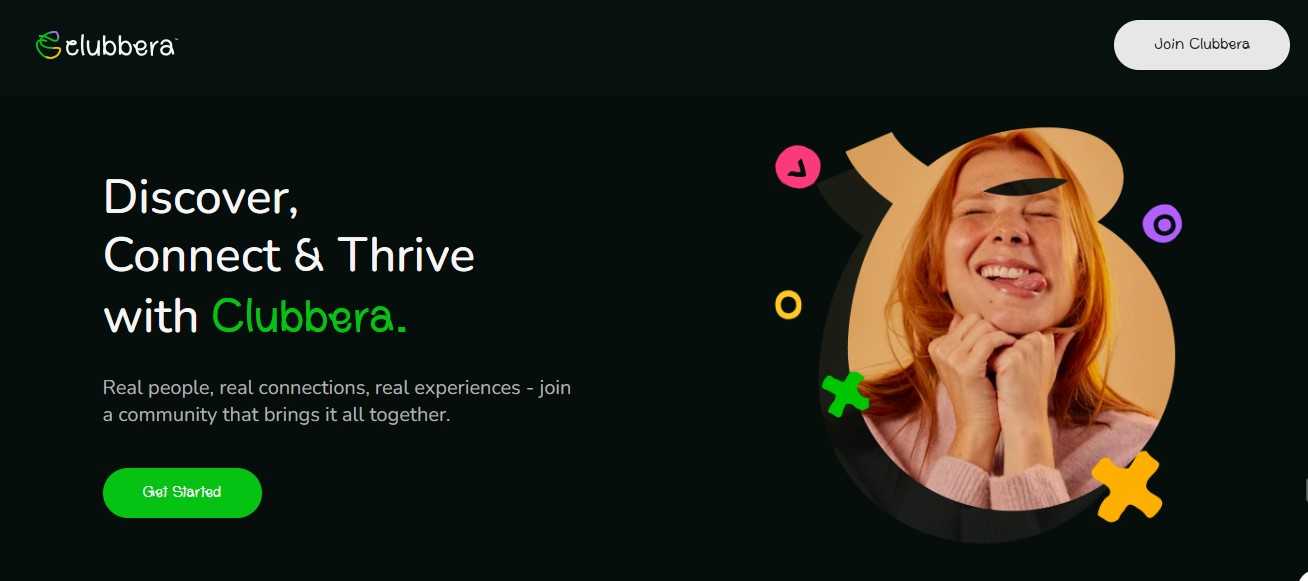 clubbera™
Join Clubbera
Discover,
Connect & Thrive
with Clubbera.
Real people, real connections, real experiences - join
a community that brings it all together.
Get Started